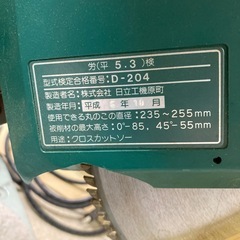 労(平5.3)検
型式検定合格番号:D-204
製造者名:株式会社 日立工機原町
製造年月 平成 年 月
使用できる丸のこの直径:235~255mm
被削材の最大高さ:0°-85, 45°-55mm
用途:クロスカットソー